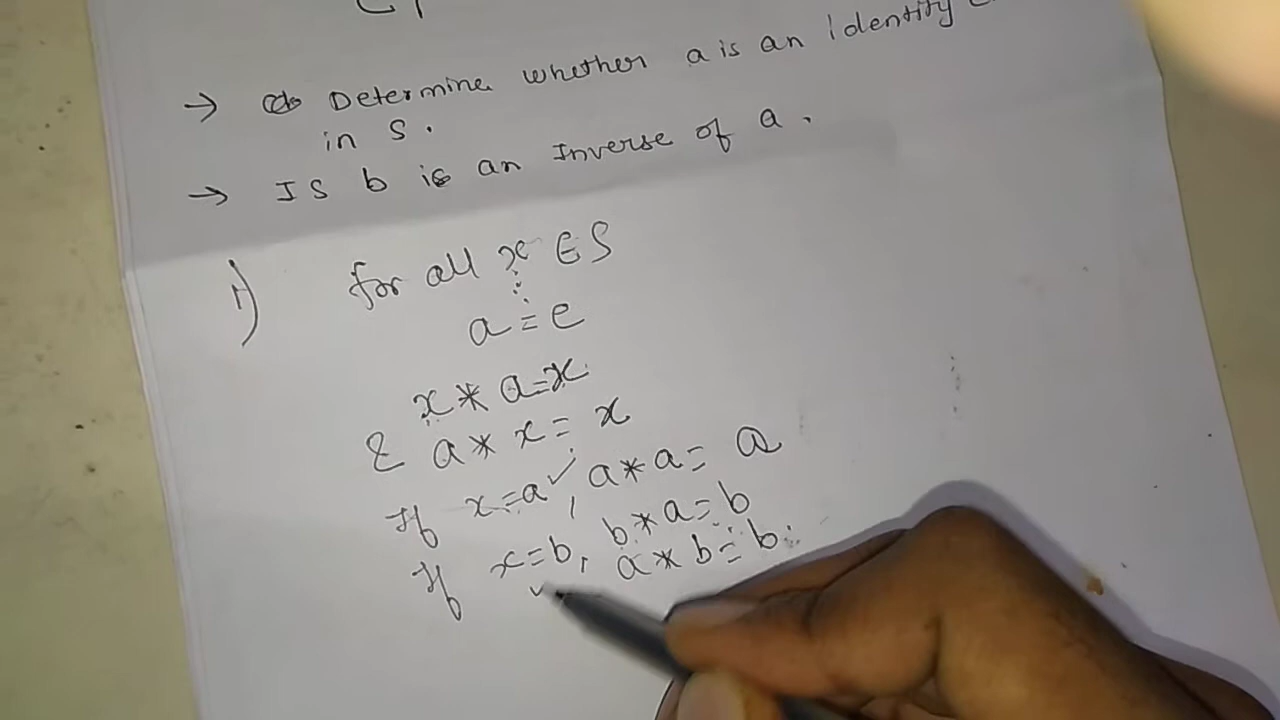 → Determine whether a is an Identity
in S.
→ Is b is an Inverse of a.
1) for all x ∈ S
a = e
x * a = x
& a * x = x
If x = a ✓, a * a = a
If x = b, b * a = b
a * b = b